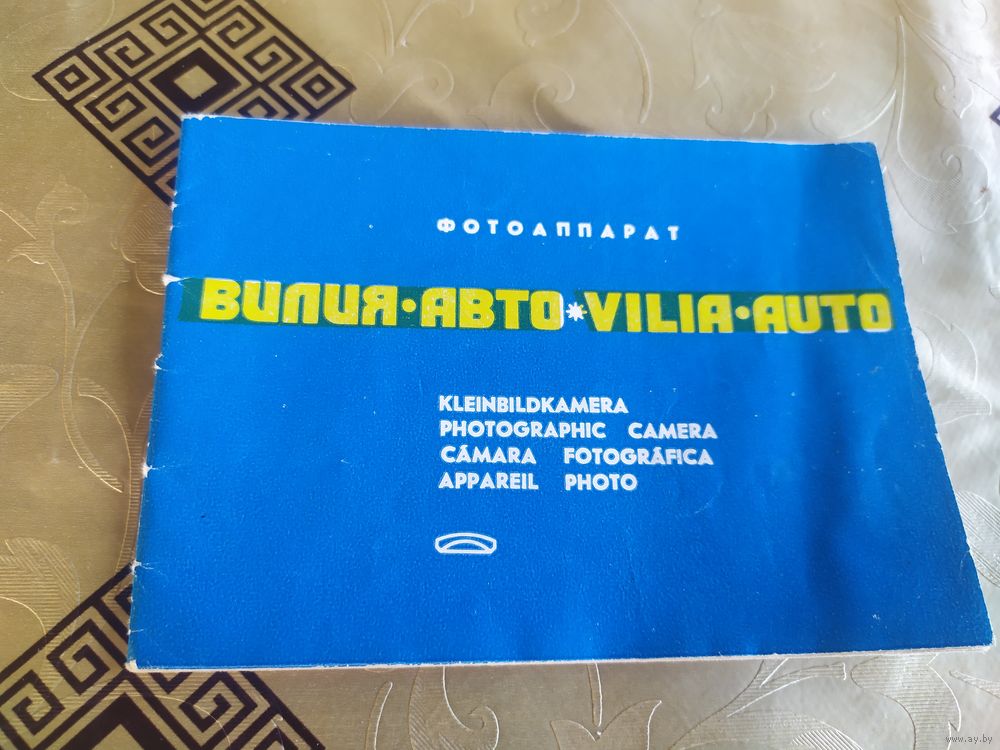 ФОТОАППАРАТ
ВИЛИЯ·АВТО*VILIA·AUTO
KLEINBILDKAMERA
PHOTOGRAPHIC CAMERA
CÁMARA FOTOGRÁFICA
APPAREIL PHOTO
www.ay.by